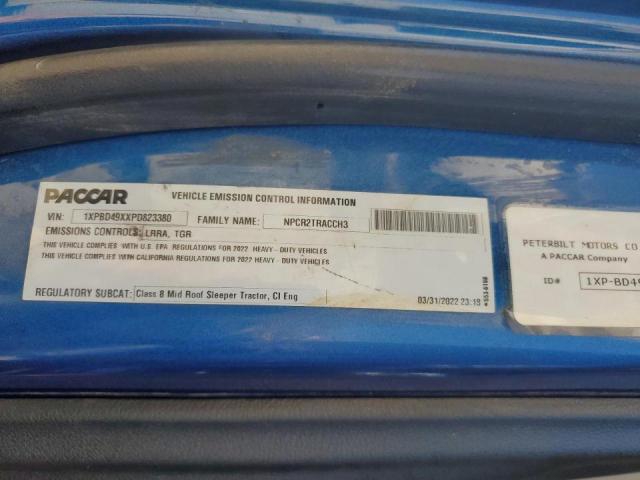 PACCAR VEHICLE EMISSION CONTROL INFORMATION
VIN: 1XPBD49XXPD823380 FAMILY NAME: NPCR2TRACCH3
EMISSIONS CONTROLS: LRRA, TGR
THIS VEHICLE COMPLIES WITH U.S. EPA REGULATIONS FOR 2022 HEAVY - DUTY VEHICLES
THIS VEHICLE COMPLIES WITH CALIFORNIA REGULATIONS FOR 2022 HEAVY - DUTY VEHICLES
REGULATORY SUBCAT: Class 8 Mid Roof Sleeper Tractor, CI Eng
03/31/2022 23:19
PETERBILT MOTORS CO
A PACCAR Company
ID# 1XP-BD49